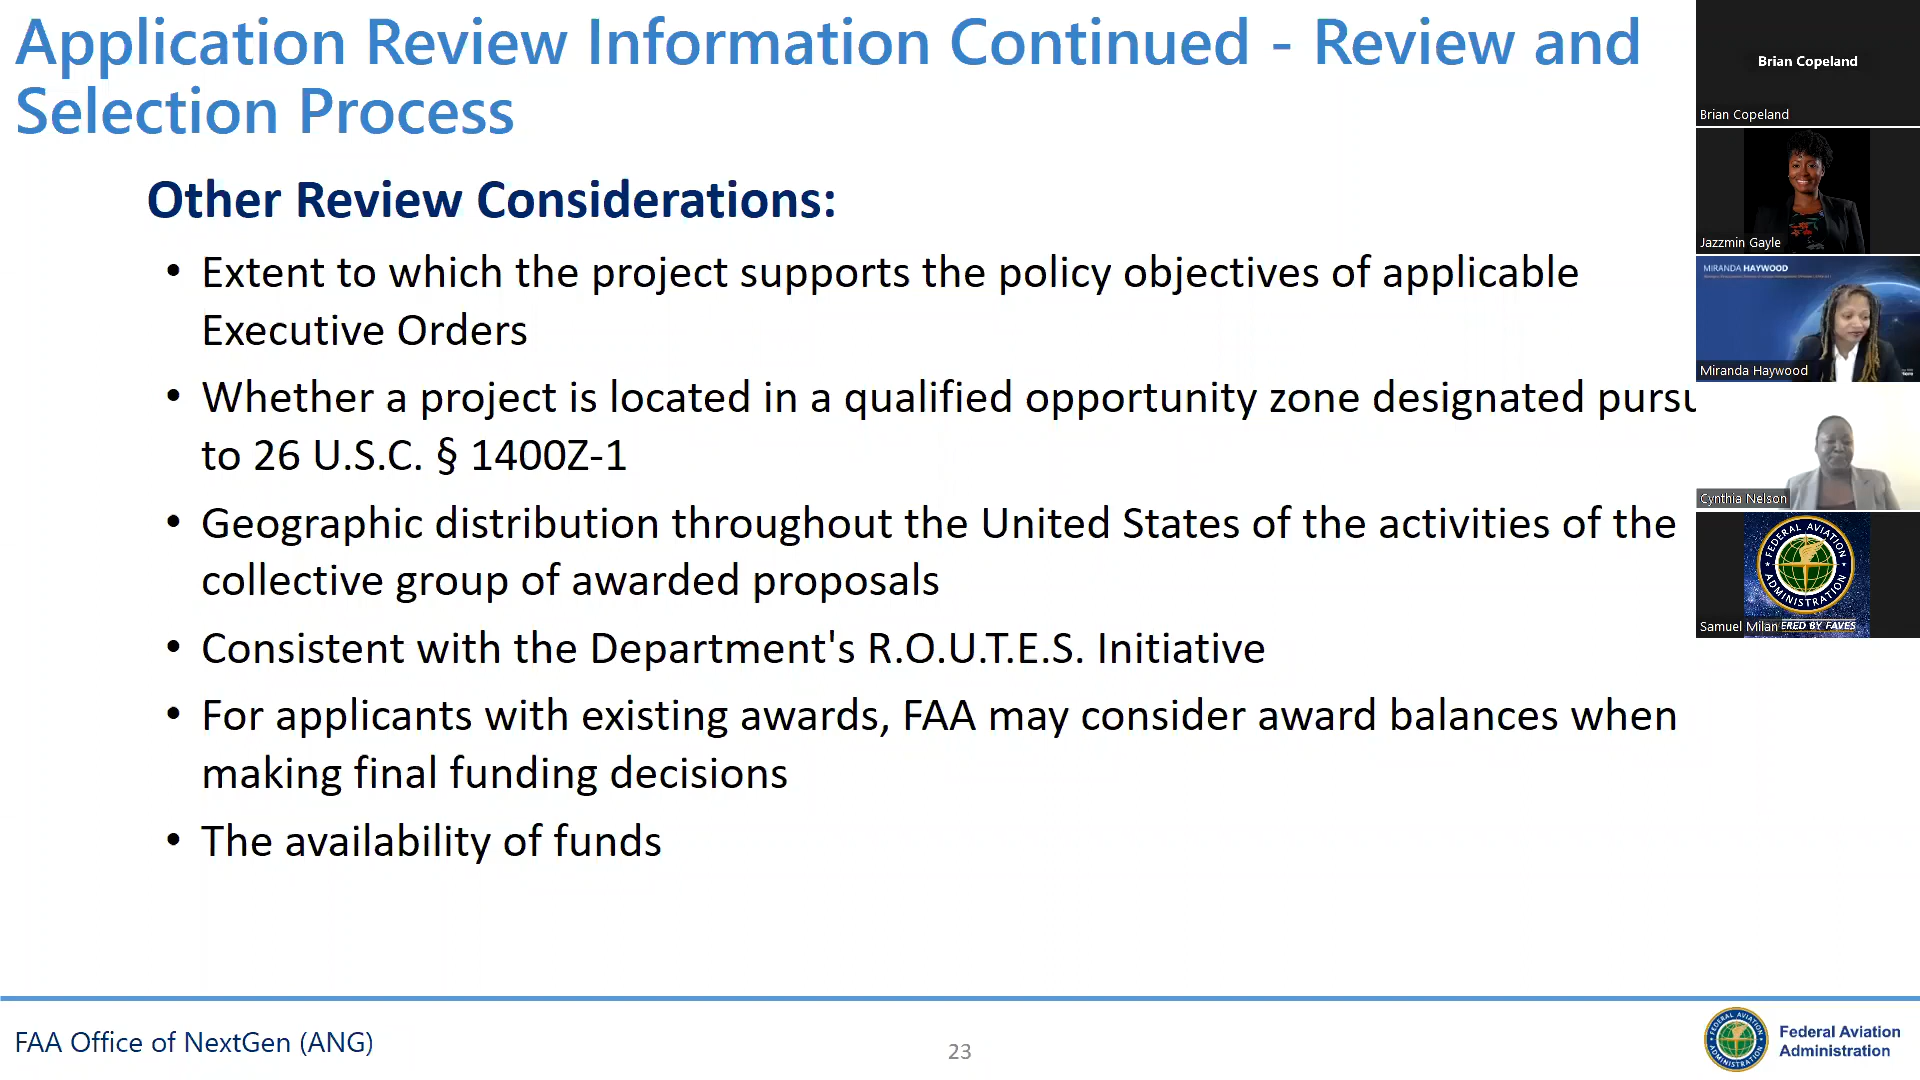 Application Review Information Continued - Review and
Selection Process
Other Review Considerations:
• Extent to which the project supports the policy objectives of applicable
Executive Orders
• Whether a project is located in a qualified opportunity zone designated pursu
to 26 U.S.C. § 1400Z-1
• Geographic distribution throughout the United States of the activities of the
collective group of awarded proposals
• Consistent with the Department's R.O.U.T.E.S. Initiative
• For applicants with existing awards, FAA may consider award balances when
making final funding decisions
• The availability of funds
FAA Office of NextGen (ANG)
23
Federal Aviation
Administration
Brian Copeland
Brian Copeland
Jazzmin Gayle
MIRANDA HAYWOOD
Miranda Haywood
Cynthia Nelson
FEDERAL AVIATION
ADMINISTRATION
Samuel Milan
ERED BY FAVES